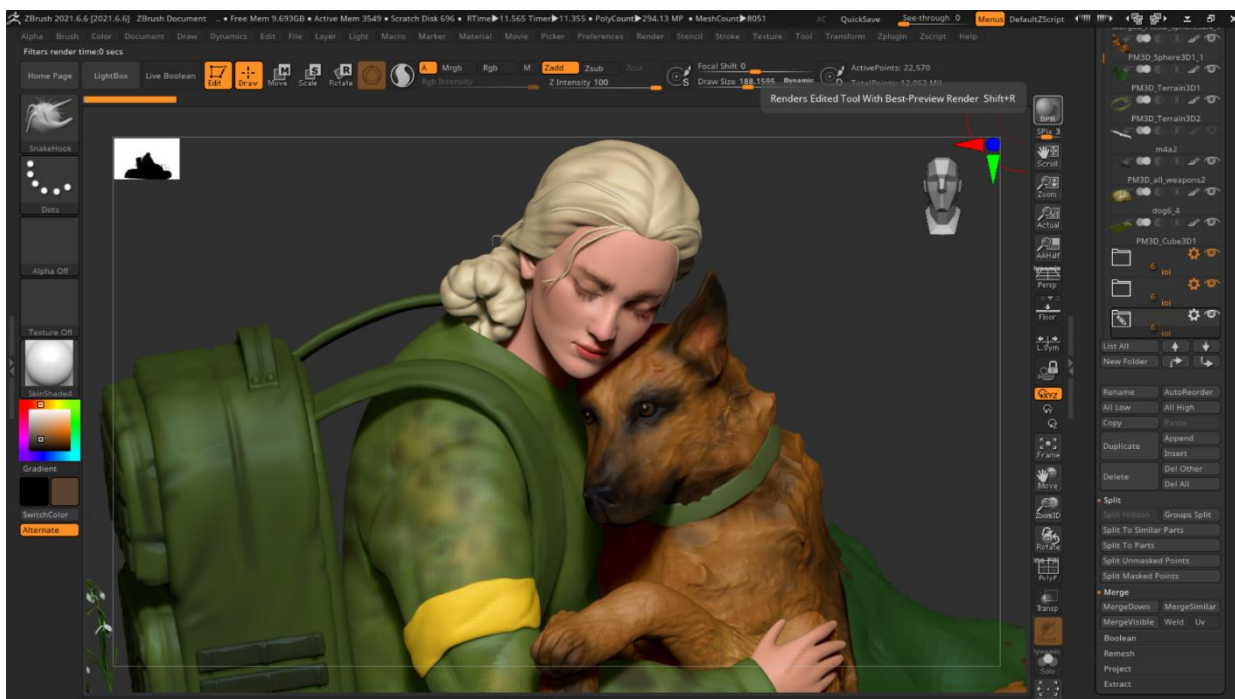 ZBrush 2021.6.6 [2021.6.6] ZBrush Document • Free Mem 9.693GB • Active Mem 3549 • Scratch Disk 696 • RTime▶11.565 Timer▶11.355 • PolyCount▶294.13 MP • MeshCount▶8051 AC QuickSave See-through 0 Menus DefaultZScript
Alpha Brush Color Document Draw Dynamics Edit File Layer Light Macro Marker Material Movie Picker Preferences Render Stencil Stroke Texture Tool Transform Zplugin Zscript Help
Filters render time:0 secs
Home Page LightBox Live Boolean Edit Draw Move Scale Rotate
A Mrgb Rgb M Zadd Zsub Zcut Focal Shift 0 ActivePoints: 22,570
Rgb Intensity Z Intensity 100 Draw Size 188.1595 Dynamic
Renders Edited Tool With Best-Preview Render Shift+R
SnakeHook
Dots
Alpha Off
Texture Off
SkinShade4
Gradient
SwitchColor
Alternate
BPR
SPix 3
Scroll
Zoom
Actual
AAHalf
Persp
Floor
L.Sym
Frame
Move
Zoom3D
Rotate
PolyF
Transp
Solo
PM3D_Sphere3D1_1
PM3D_Terrain3D1
PM3D_Terrain3D2
m4a2
PM3D_all_weapons2
dog6_4
PM3D_Cube3D1
6 ioi
6 ioi
6 ioi
List All
New Folder
Rename AutoReorder
All Low All High
Copy Paste
Duplicate Append
Insert
Delete Del Other
Del All
Split
Split Hidden Groups Split
Split To Similar Parts
Split To Parts
Split Unmasked Points
Split Masked Points
Merge
MergeDown MergeSimilar
MergeVisible Weld Uv
Boolean
Remesh
Project
Extract